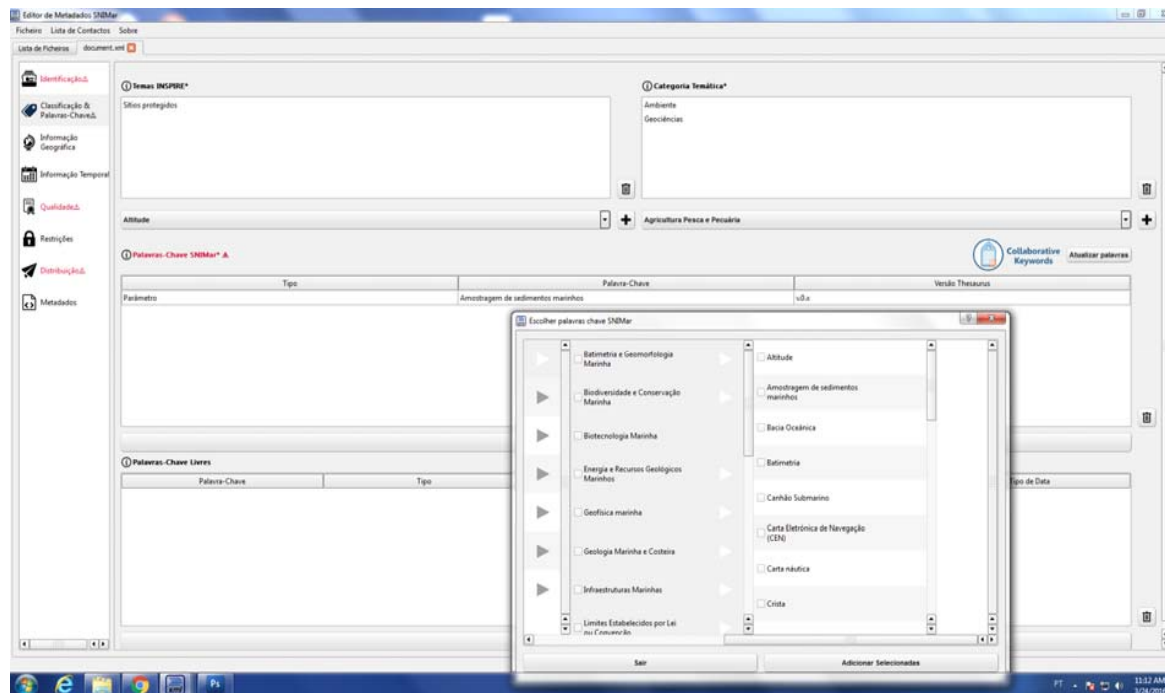 Editor de Metadados SNIMar
Ficheiro Lista de Contactos Sobre
Lista de Ficheiros document.xml
Identificação
Classificação &
Palavras-Chave
Informação
Geográfica
Informação Temporal
Qualidade
Restrições
Distribuição
Metadados
Temas INSPIRE*
Sítios protegidos
Altitude
Categoria Temática*
Ambiente
Geociências
Agricultura Pesca e Pecuária
Palavras-Chave SNIMar*
Collaborative
Keywords
Atualizar palavras
Tipo Palavra-Chave Versão Thesaurus
Parâmetro Amostragem de sedimentos marinhos
Palavras-Chave Livres
Palavra-Chave Tipo Tipo de Data
Escolher palavras chave SNIMar
Batimetria e Geomorfologia
Marinha
Biodiversidade e Conservação
Marinha
Biotecnologia Marinha
Energia e Recursos Geológicos
Marinhos
Geofísica marinha
Geologia Marinha e Costeira
Infraestruturas Marinhas
Limites Estabelecidos por Lei
ou Convenção
Altitude
Amostragem de sedimentos
marinhos
Bacia Oceânica
Batimetria
Canhão Submarino
Carta Eletrónica de Navegação
(CEN)
Carta náutica
Crista
Sair Adicionar Selecionadas
Ps
PT
11:12 AM